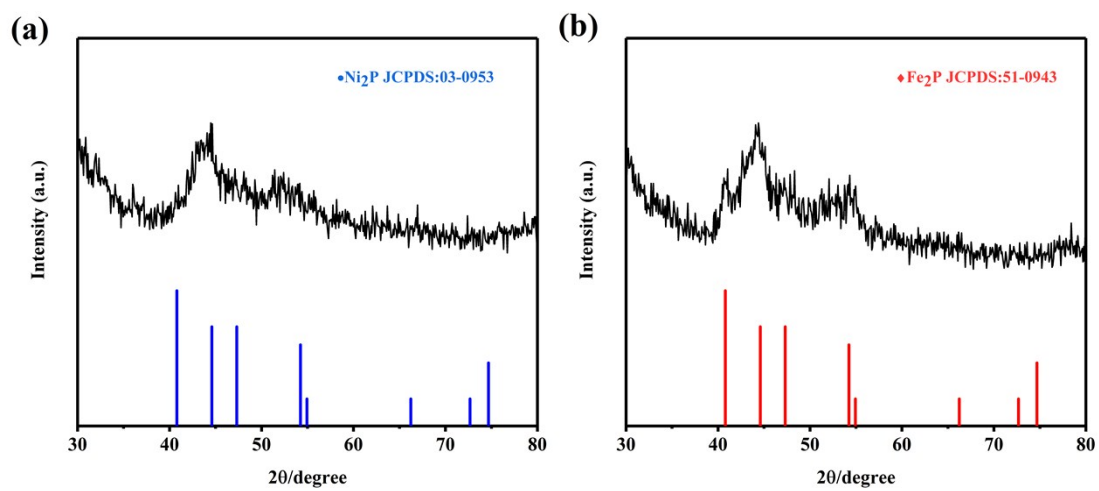 (a)
•Ni₂P JCPDS:03-0953
Intensity (a.u.)
30 40 50 60 70 80
2θ/degree
(b)
♦Fe₂P JCPDS:51-0943
Intensity (a.u.)
30 40 50 60 70 80
2θ/degree